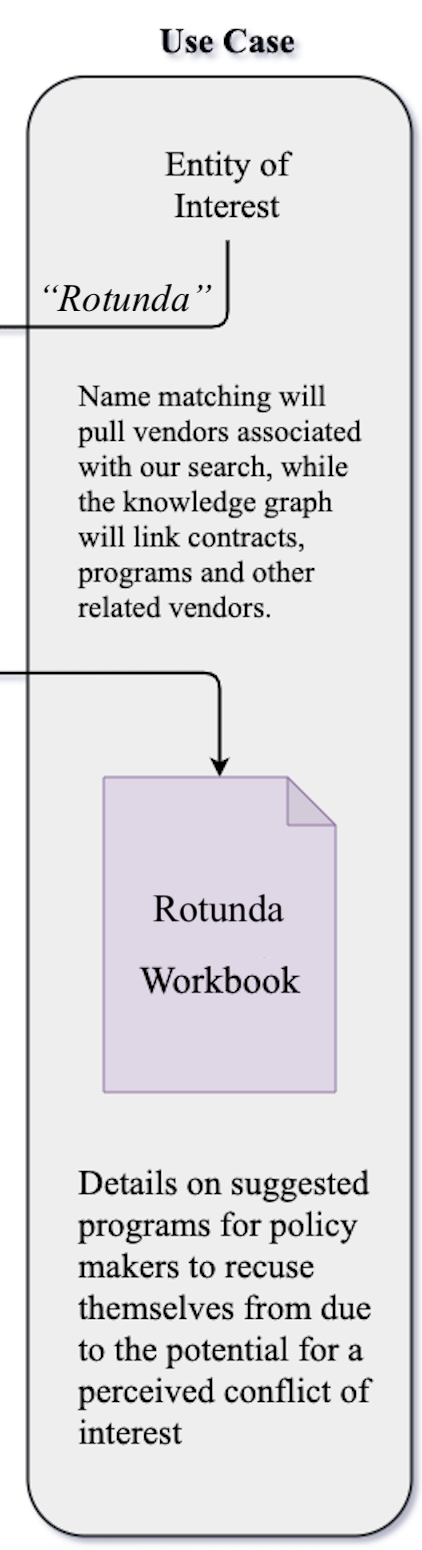 Use Case
Entity of
Interest
“Rotunda”
Name matching will
pull vendors associated
with our search, while
the knowledge graph
will link contracts,
programs and other
related vendors.
Rotunda
Workbook
Details on suggested
programs for policy
makers to recuse
themselves from due
to the potential for a
perceived conflict of
interest